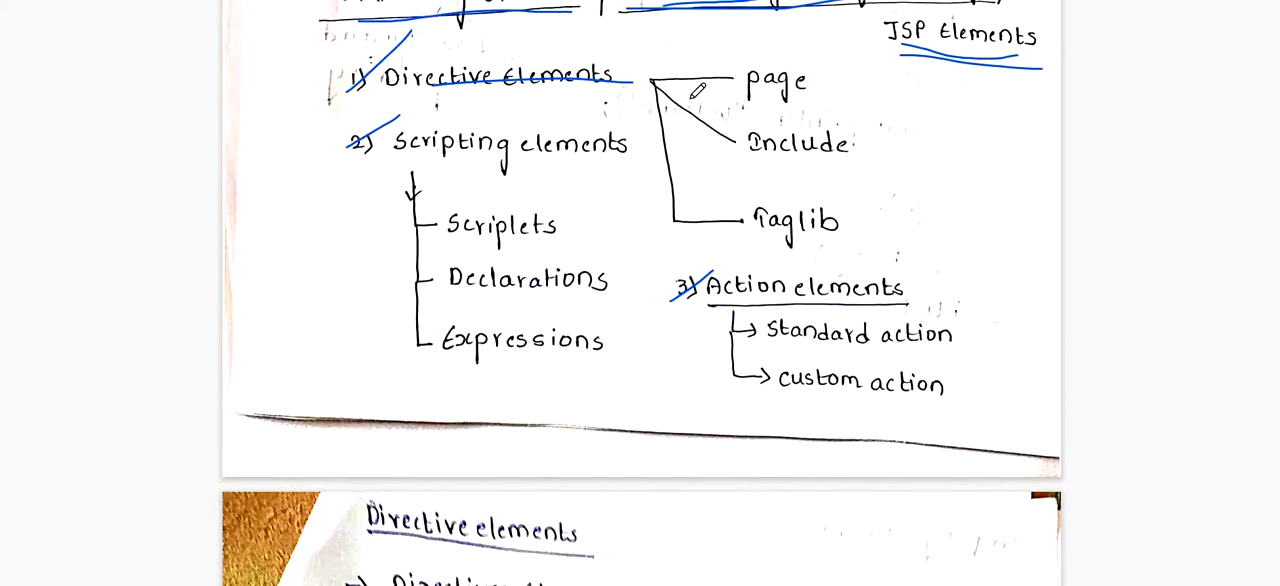 JSP Elements
1) Directive Elements
page
Include
Taglib
2) Scripting elements
Scriplets
Declarations
Expressions
3) Action elements
standard action
custom action
Directive elements